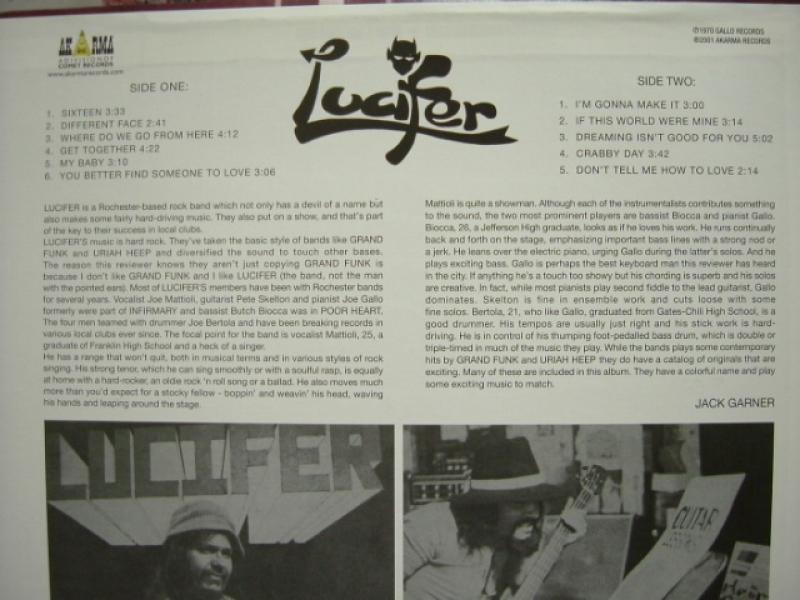 AKARMA
A DIVISION OF
COMET RECORDS
www.akarmarecords.com
℗1970 GALLO RECORDS
©2001 AKARMA RECORDS
Lucifer
SIDE ONE:
1. SIXTEEN 3:33
2. DIFFERENT FACE 2:41
3. WHERE DO WE GO FROM HERE 4:12
4. GET TOGETHER 4:22
5. MY BABY 3:10
6. YOU BETTER FIND SOMEONE TO LOVE 3:06
SIDE TWO:
1. I'M GONNA MAKE IT 3:00
2. IF THIS WORLD WERE MINE 3:14
3. DREAMING ISN'T GOOD FOR YOU 5:02
4. CRABBY DAY 3:42
5. DON'T TELL ME HOW TO LOVE 2:14
LUCIFER is a Rochester-based rock band which not only has a devil of a name but
also makes some fairly hard-driving music. They also put on a show, and that's part
of the key to their success in local clubs.
LUCIFER'S music is hard rock. They've taken the basic style of bands like GRAND
FUNK and URIAH HEEP and diversified the sound to touch other bases.
The reason this reviewer knows they aren't just copying GRAND FUNK is
because I don't like GRAND FUNK and I like LUCIFER (the band, not the man
with the pointed ears). Most of LUCIFER'S members have been with Rochester bands
for several years. Vocalist Joe Mattioli, guitarist Pete Skelton and pianist Joe Gallo
formerly were part of INFIRMARY and bassist Butch Biocca was in POOR HEART.
The four men teamed with drummer Joe Bertola and have been breaking records in
various local clubs ever since. The focal point for the band is vocalist Mattioli, 25, a
graduate of Franklin High School and a heck of a singer.
He has a range that won't quit, both in musical terms and in various styles of rock
singing. His strong tenor, which he can sing smoothly or with a soulful rasp, is equally
at home with a hard-rocker, an oldie rock 'n roll song or a ballad. He also moves much
more than you'd expect for a stocky fellow - boppin' and weavin' his head, waving
his hands and leaping around the stage.
Mattioli is quite a showman. Although each of the instrumentalists contributes something
to the sound, the two most prominent players are bassist Biocca and pianist Gallo.
Biocca, 26, a Jefferson High graduate, looks as if he loves his work. He runs continually
back and forth on the stage, emphasizing important bass lines with a strong nod or
a jerk. He leans over the electric piano, urging Gallo during the latter's solos. And he
plays exciting bass. Gallo is perhaps the best keyboard man this reviewer has heard
in the city. If anything he's a touch too showy but his chording is superb and his solos
are creative. In fact, while most pianists play second fiddle to the lead guitarist, Gallo
dominates. Skelton is fine in ensemble work and cuts loose with some
fine solos. Bertola, 21, who like Gallo, graduated from Gates-Chili High School, is a
good drummer. His tempos are usually just right and his stick work is hard-
driving. He is in control of his thumping foot-pedalled bass drum, which is double or
triple-timed in much of the music they play. While the bands plays some contemporary
hits by GRAND FUNK and URIAH HEEP they do have a catalog of originals that are
exciting. Many of these are included in this album. They have a colorful name and play
some exciting music to match.
JACK GARNER
LUCIFER
GUITAR